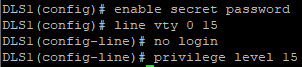 DLS1(config)# enable secret password
DLS1(config)# line vty 0 15
DLS1(config-line)# no login
DLS1(config-line)# privilege level 15